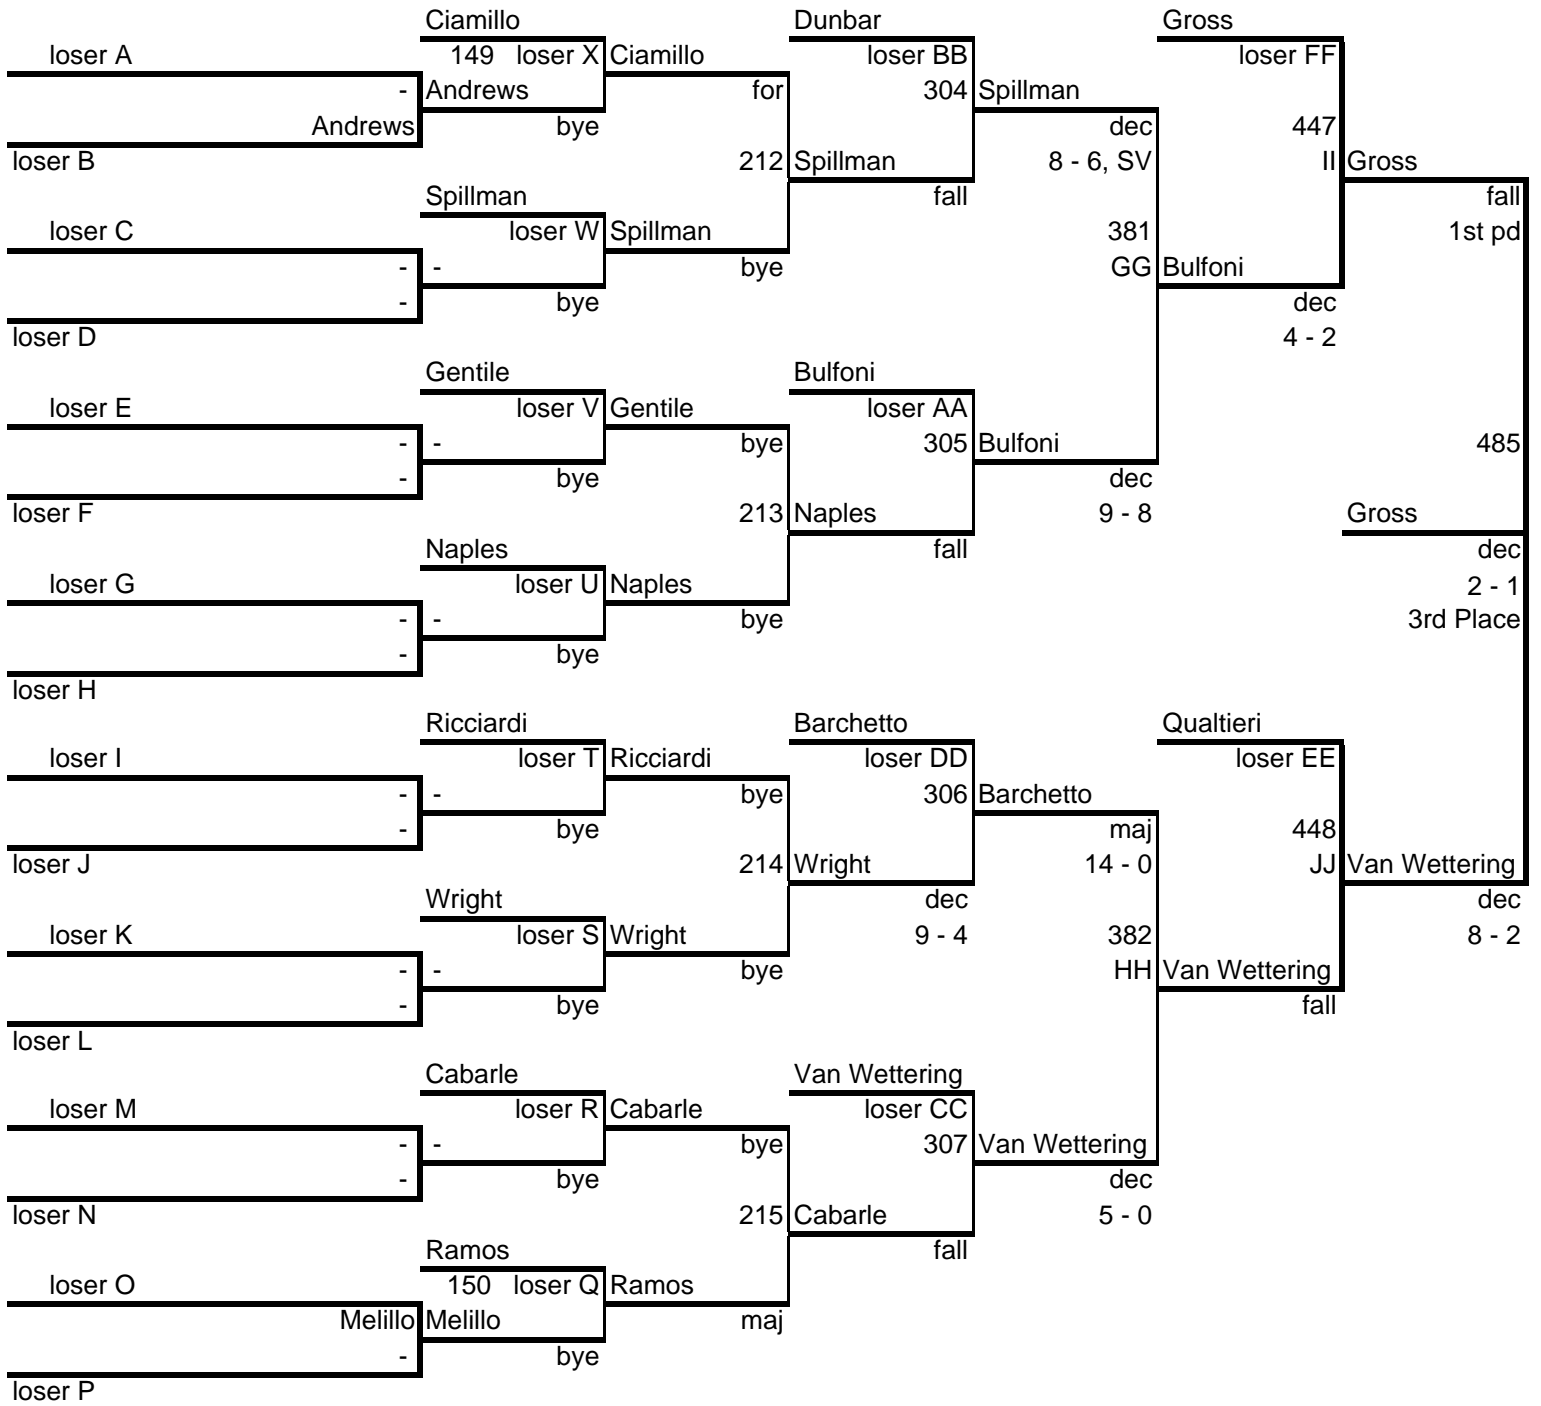 Ciamillo Dunbar Gross
loser A 149 loser X Ciamillo loser BB loser FF
- Andrews for 304 Spillman
Andrews bye dec 447
loser B 212 Spillman 8 - 6, SV II Gross
Spillman fall fall
loser C loser W Spillman 381 1st pd
- - bye GG Bulfoni
- bye dec
loser D 4 - 2
Gentile Bulfoni
loser E loser V Gentile loser AA
- - bye 305 Bulfoni 485
- bye dec
loser F 213 Naples 9 - 8 Gross
Naples fall dec
loser G loser U Naples 2 - 1
- - bye 3rd Place
- bye
loser H
Ricciardi Barchetto Qualtieri
loser I loser T Ricciardi loser DD loser EE
- - bye 306 Barchetto
- bye maj 448
loser J 214 Wright 14 - 0 JJ Van Wettering
Wright dec dec
loser K loser S Wright 9 - 4 382 8 - 2
- - bye HH Van Wettering
- bye fall
loser L
Cabarle Van Wettering
loser M loser R Cabarle loser CC
- - bye 307 Van Wettering
- bye dec
loser N 215 Cabarle 5 - 0
Ramos fall
loser O 150 loser Q Ramos
Melillo Melillo maj
- bye
loser P